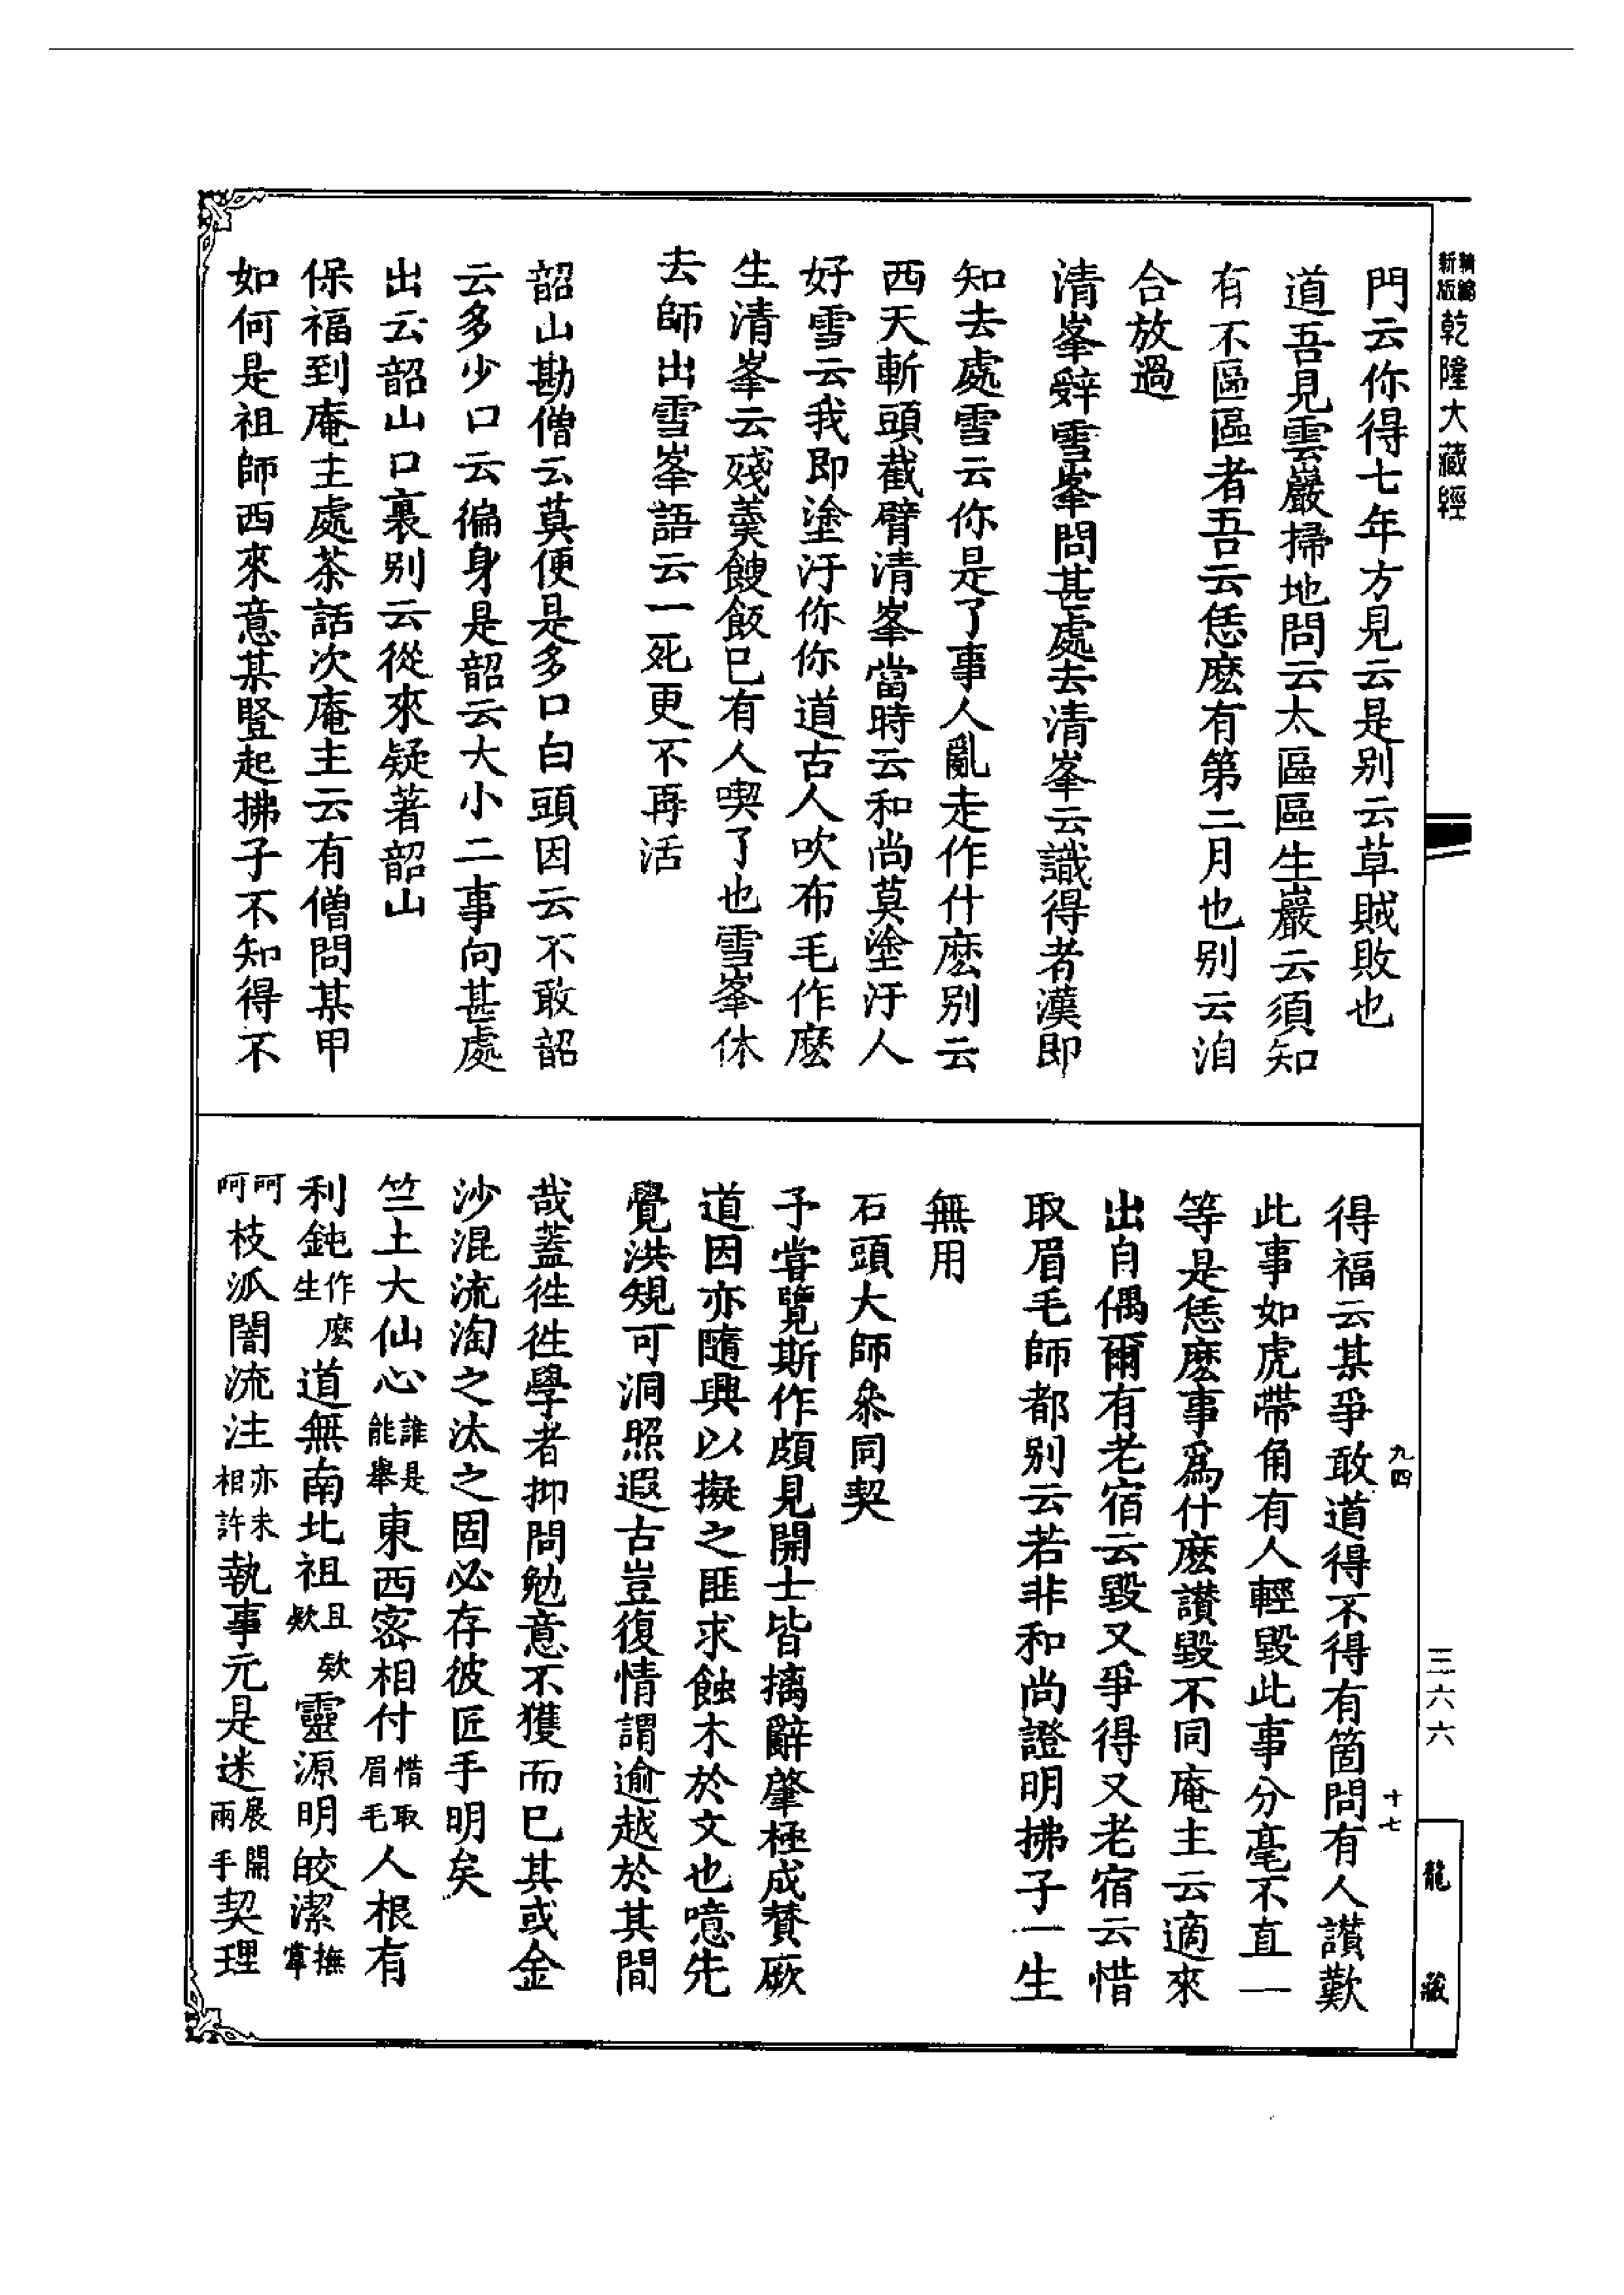 新版精編乾隆大藏經
門云你得七年方見云是别云草賊敗也
道吾見雲巖掃地問云太區區生巖云須知
有不區區者吾云恁麽有第二月也别云洎
合放過
清峯辭雪峯問甚處去清峯云識得者漢即
知去處雪云你是了事人亂走作什麽别云
西天斬頭截臂清峯當時云和尚莫塗汙人
好雪云我即塗汙你你道古人吹布毛作麽
生清峯云殘羹餿飯巳有人喫了也雪峯休
去師出雪峯語云一死更不再活
韶山勘僧云莫便是多口白頭因云不敢韶
云多少口云徧身是韶云大小二事向甚處
出云韶山口裏别云從來疑著韶山
保福到庵主處茶話次庵主云有僧問某甲
如何是祖師西來意某竪起拂子不知得不
得福云某爭敢道得不得有箇問有人讚歎
此事如虎帶角有人輕毀此事分毫不直一
等是恁麽事爲什麽讚毀不同庵主云適來
出自偶爾有老宿云毀又爭得又老宿云惜
取眉毛師都别云若非和尚證明拂子一生
無用
石頭大師叅同契
予嘗覽斯作頗見開士皆摛辭肇極成賛厥
道因亦隨興以擬之匪求蝕木於文也噫先
覺洪䂓可洞照遐古豈復情謂逾越於其間
哉蓋徃徃學者抑問勉意不獲而巳其或金
沙混流淘之汰之固必存彼匠手明矣
竺土大仙心誰是能舉東西密相付惜取眉毛人根有
利鈍作麽生道無南北祖且欵欵靈源明皎潔撫掌
呵呵枝泒闇流注亦未相許執事元是迷展開兩手契理
九四
十七
三六六
龍藏